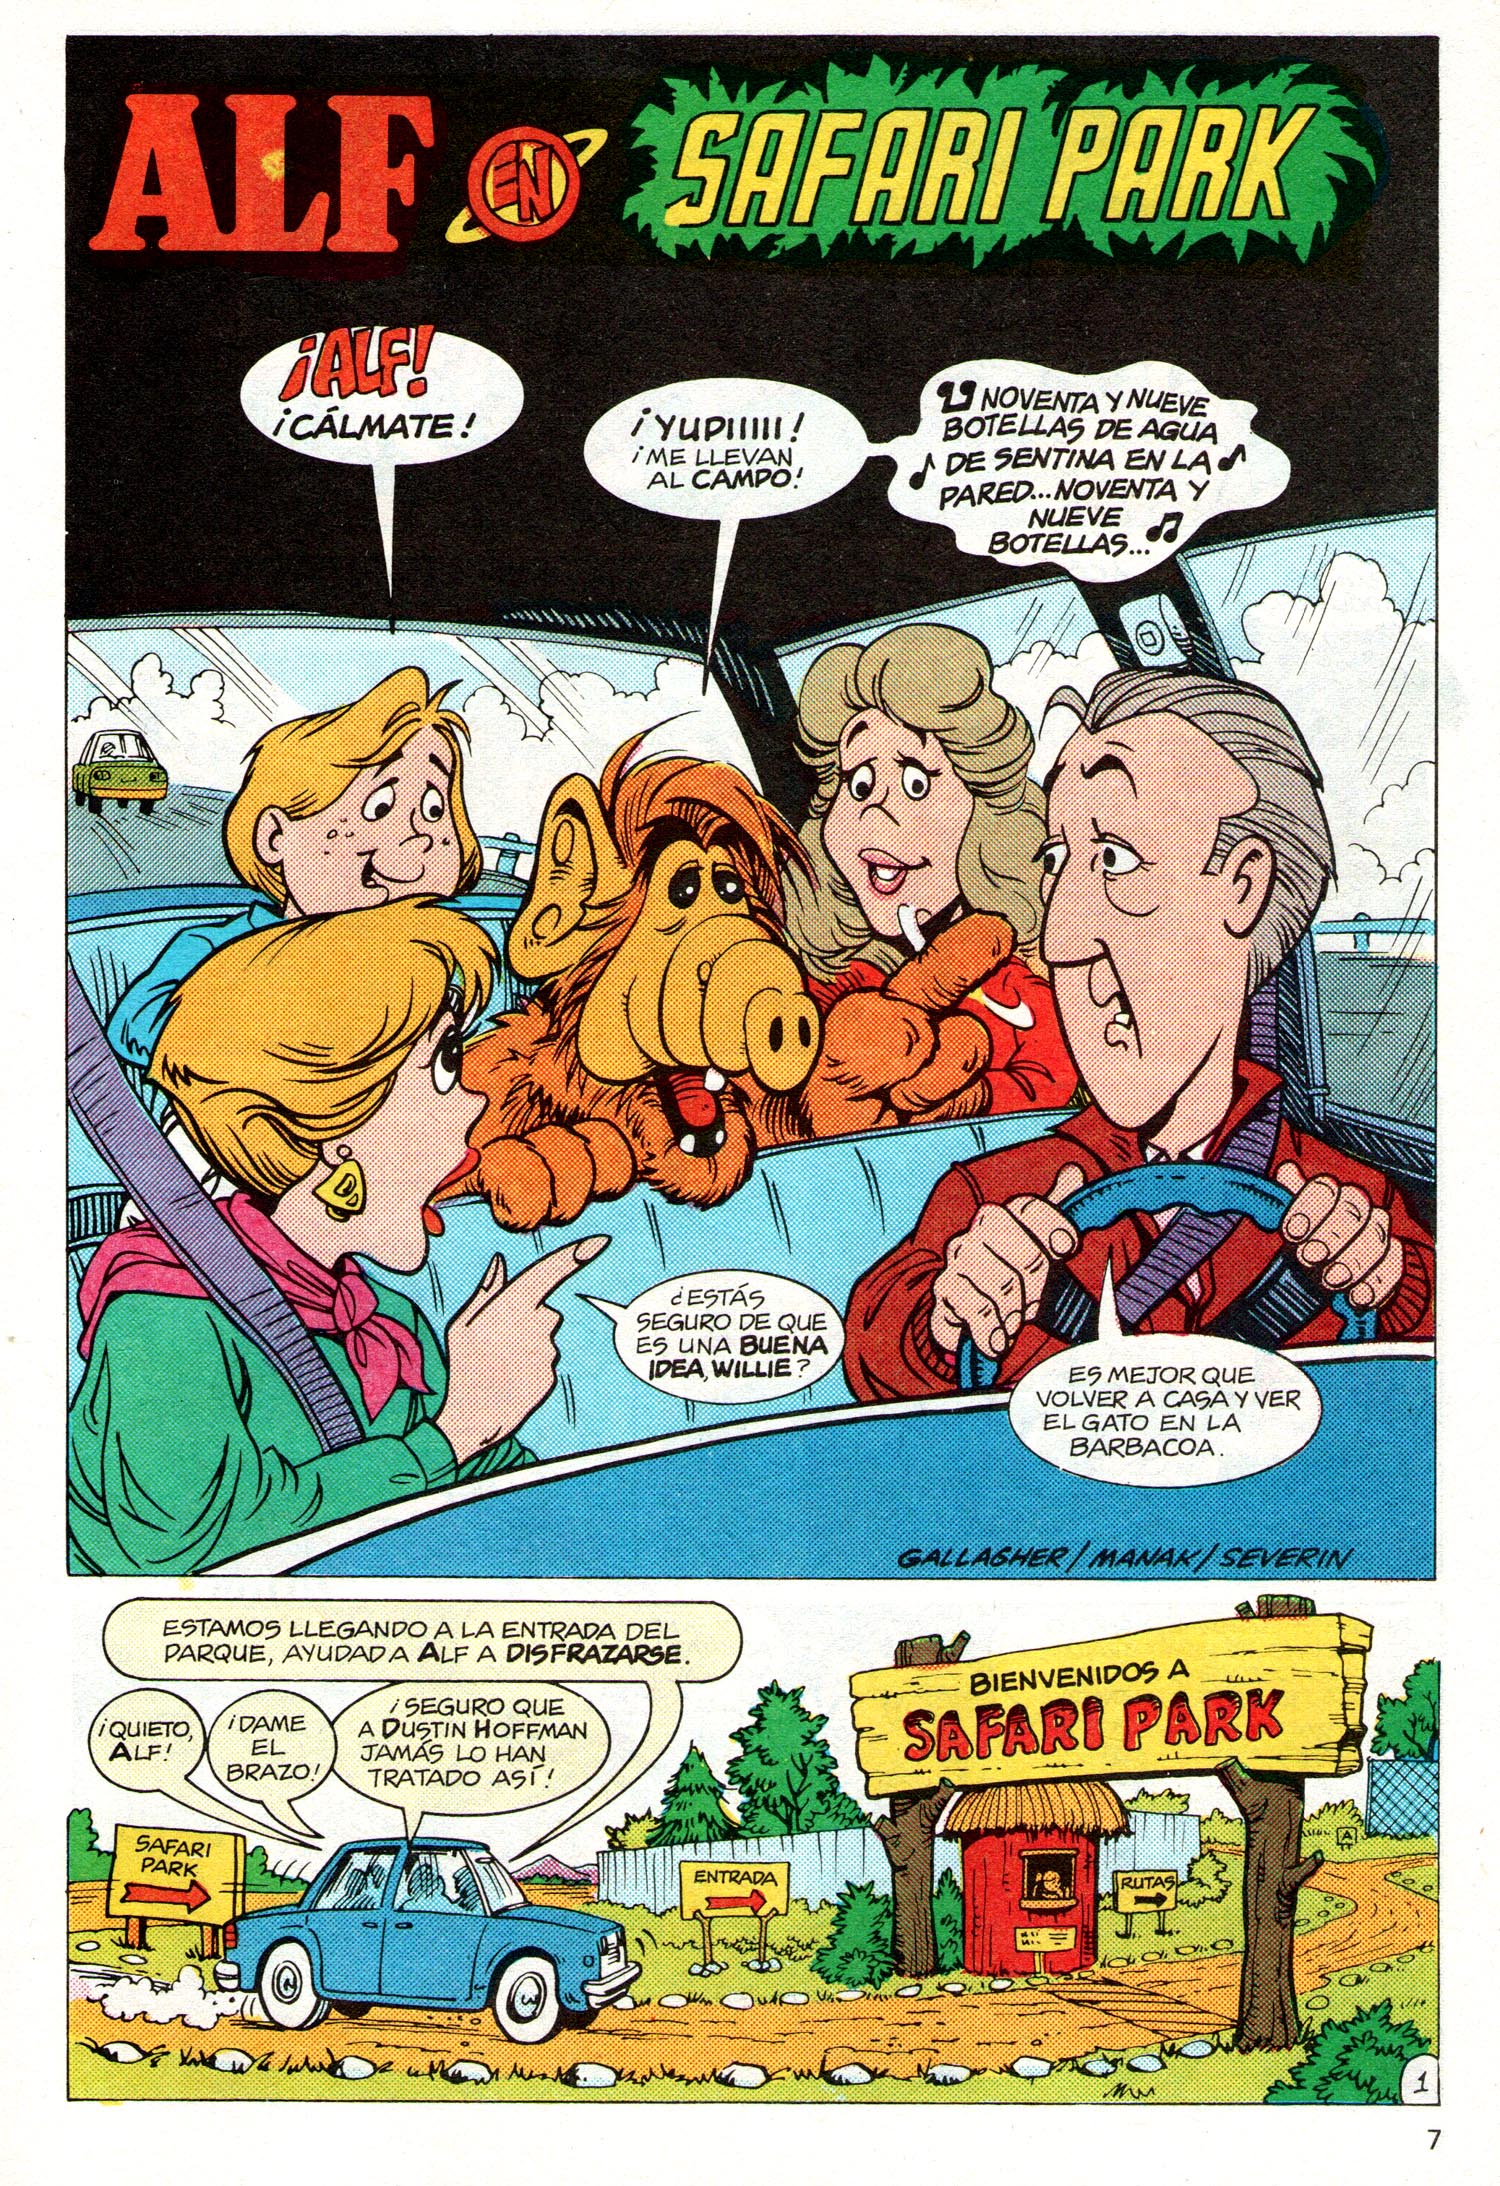 ALF EN SAFARI PARK
¡ALF!
¡CÁLMATE!
¡YUPIIIII!
¡ME LLEVAN
AL CAMPO!
NOVENTA Y NUEVE
BOTELLAS DE AGUA
DE SENTINA EN LA
PARED...NOVENTA Y
NUEVE
BOTELLAS...
¿ESTÁS
SEGURO DE QUE
ES UNA BUENA
IDEA, WILLIE?
ES MEJOR QUE
VOLVER A CASA Y VER
EL GATO EN LA
BARBACOA.
GALLAGHER/MANAK/SEVERIN
ESTAMOS LLEGANDO A LA ENTRADA DEL
PARQUE, AYUDAD A ALF A DISFRAZARSE.
¡QUIETO,
ALF!
¡DAME
EL
BRAZO!
¡SEGURO QUE
A DUSTIN HOFFMAN
JAMÁS LO HAN
TRATADO ASÍ!
BIENVENIDOS A
SAFARI PARK
SAFARI
PARK
ENTRADA
RUTAS
A
1
7